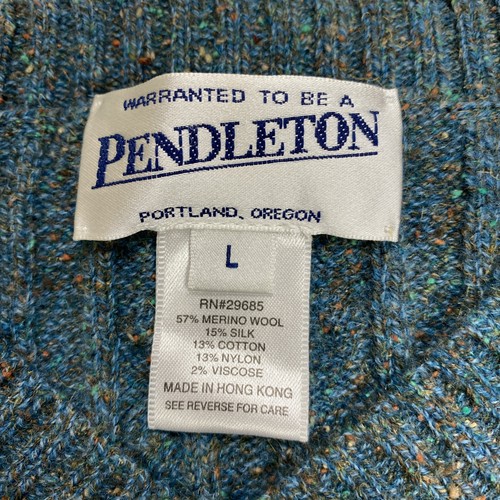 WARRANTED TO BE A
PENDLETON
PORTLAND, OREGON
L
RN#29685
57% MERINO WOOL
15% SILK
13% COTTON
13% NYLON
2% VISCOSE
MADE IN HONG KONG
SEE REVERSE FOR CARE